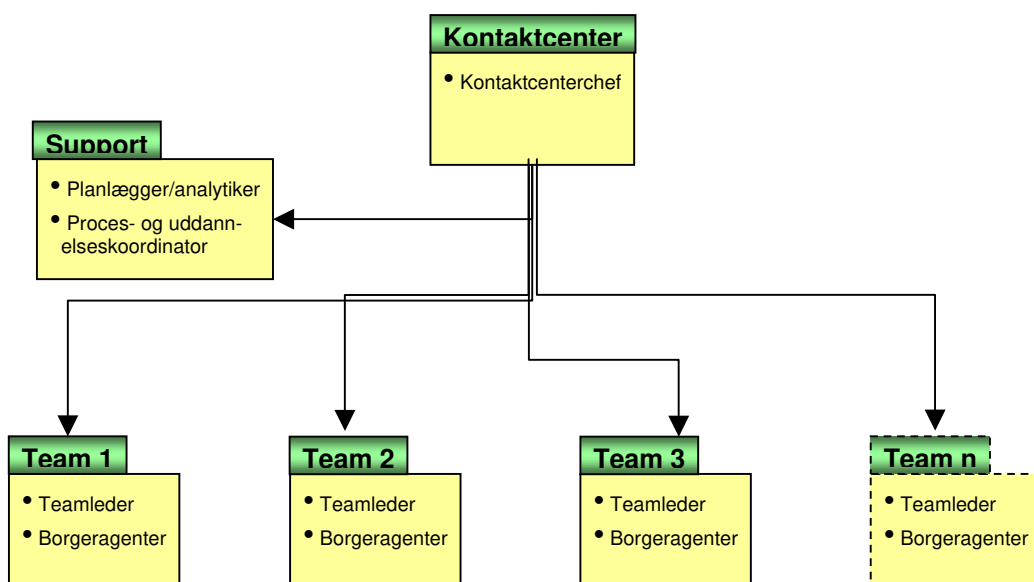 Kontaktcenter
• Kontaktcenterchef
Support
• Planlægger/analytiker
• Proces- og uddann-
elseskoordinator
Team 1
• Teamleder
• Borgeragenter
Team 2
• Teamleder
• Borgeragenter
Team 3
• Teamleder
• Borgeragenter
Team n
• Teamleder
• Borgeragenter